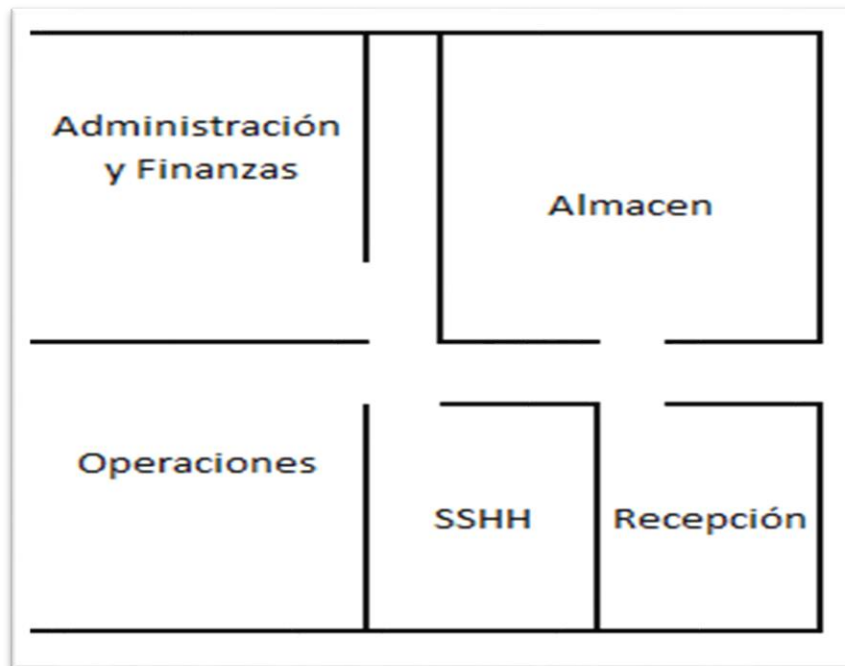 Administración
y Finanzas
Almacen
Operaciones
SSHH
Recepción